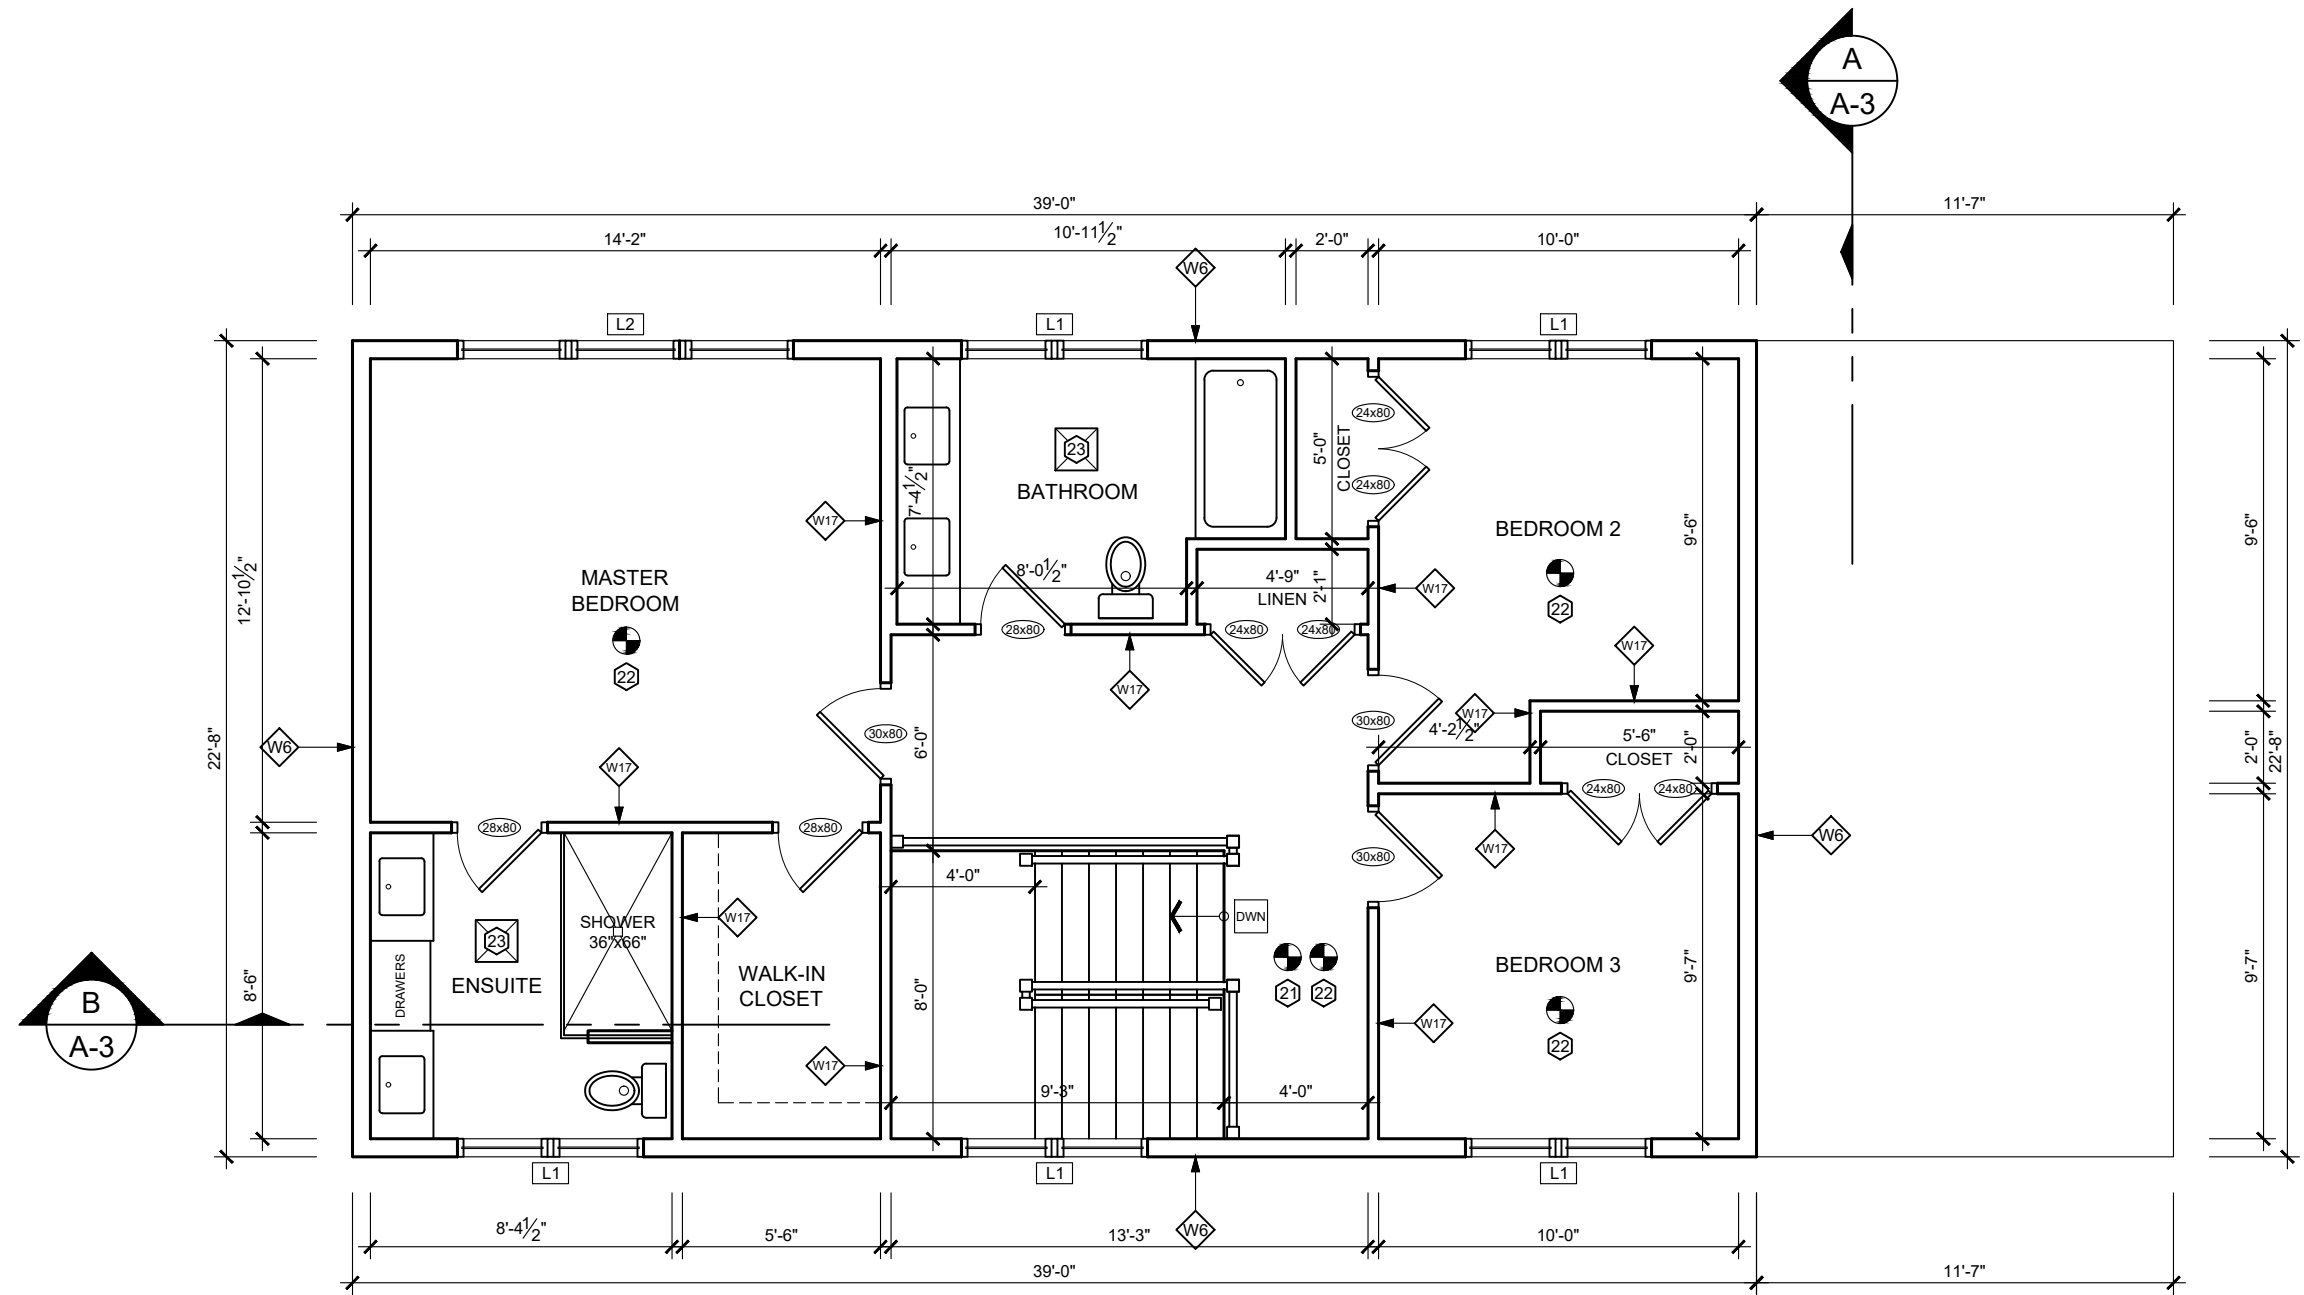 A
A-3
39'-0"
11'-7"
14'-2"
10'-11½"
2'-0"
10'-0"
W6
L2
L1
L1
24x80
23
5'-0"
CLOSET
24x80
7'-4½"
BATHROOM
W17
BEDROOM 2
9'-6"
9'-6"
12'-10½"
MASTER
BEDROOM
8'-0½"
4'-9"
LINEN
2'-1"
W17
22
28x80
24x80
24x80
W17
22
W17
W17
30x80
30x80
W17
4'-2½"
5'-6"
CLOSET
2'-0"
2'-0"
22'-8"
22'-8"
W6
6'-0"
W17
24x80
24x80
28x80
28x80
W6
W17
30x80
4'-0"
SHOWER
36"x66"
W17
DWN
23
DRAWERS
ENSUITE
WALK-IN
CLOSET
8'-6"
8'-0"
21
22
BEDROOM 3
9'-7"
9'-7"
B
A-3
W17
22
W17
9'-3"
4'-0"
L1
L1
L1
8'-4½"
5'-6"
13'-3"
W6
10'-0"
39'-0"
11'-7"